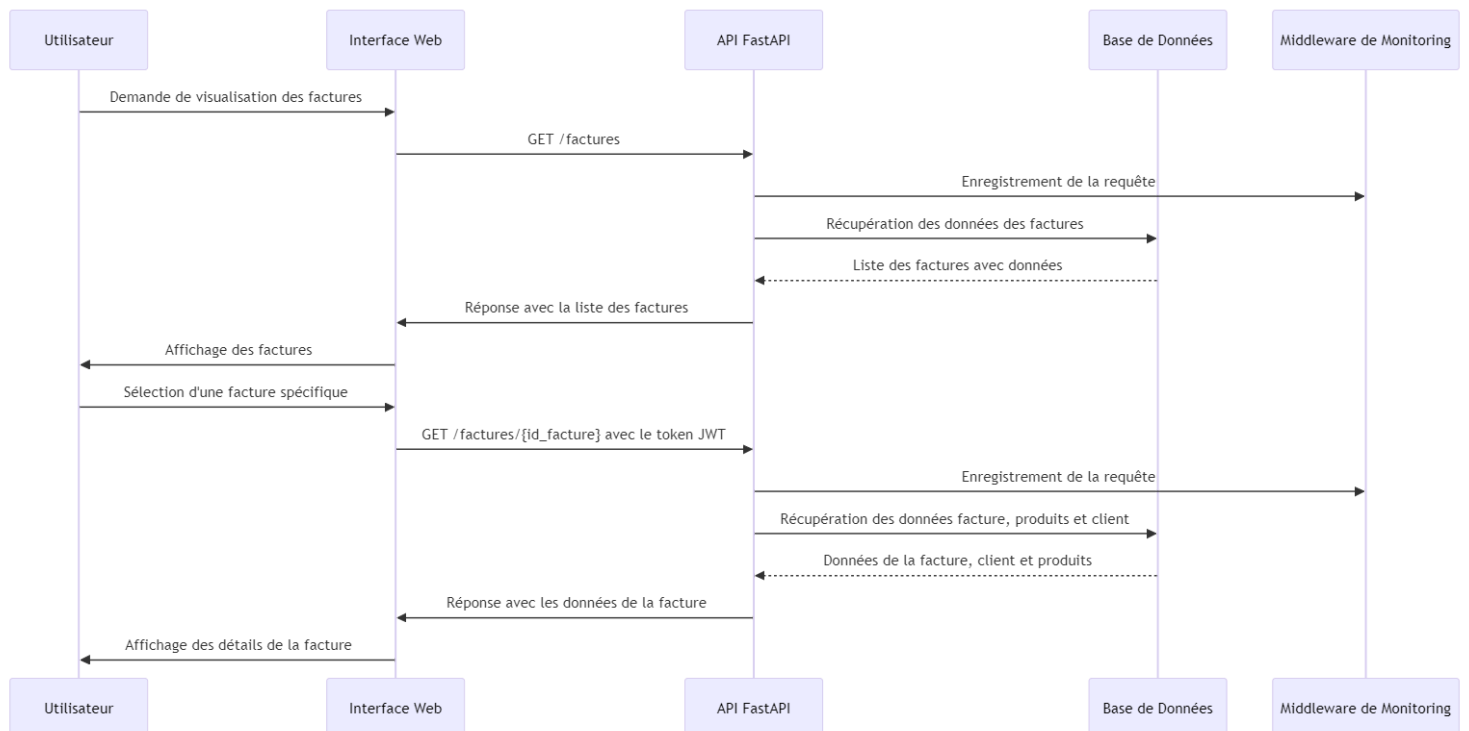 Utilisateur
Interface Web
API FastAPI
Base de Données
Middleware de Monitoring
Demande de visualisation des factures
GET /factures
Enregistrement de la requête
Récupération des données des factures
Liste des factures avec données
Réponse avec la liste des factures
Affichage des factures
Sélection d'une facture spécifique
GET /factures/{id_facture} avec le token JWT
Enregistrement de la requête
Récupération des données facture, produits et client
Données de la facture, client et produits
Réponse avec les données de la facture
Affichage des détails de la facture
Utilisateur
Interface Web
API FastAPI
Base de Données
Middleware de Monitoring